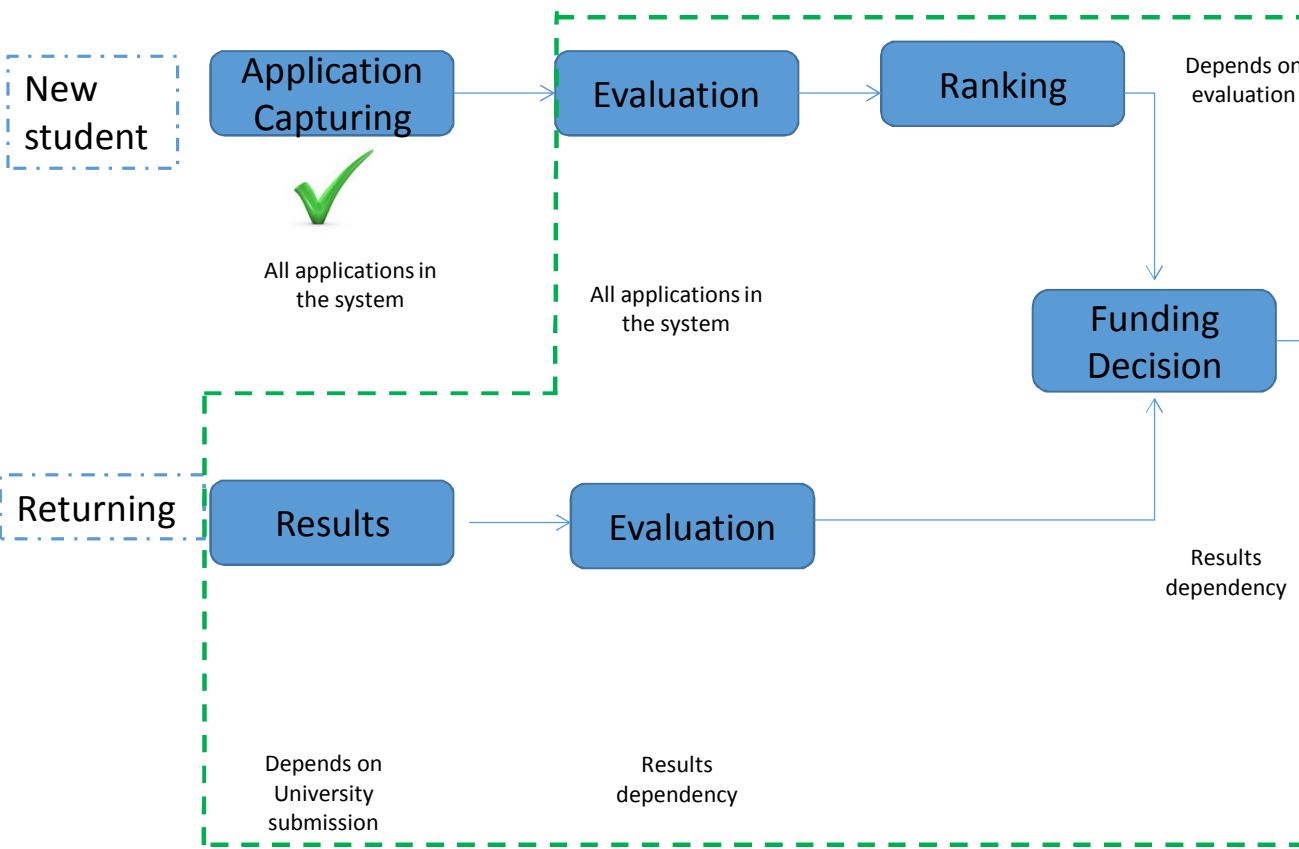 New
student
Application
Capturing
Evaluation
Ranking
Depends on
evaluation
All applications in
the system
All applications in
the system
Funding
Decision
Returning
Results
Evaluation
Results
dependency
Depends on
University
submission
Results
dependency